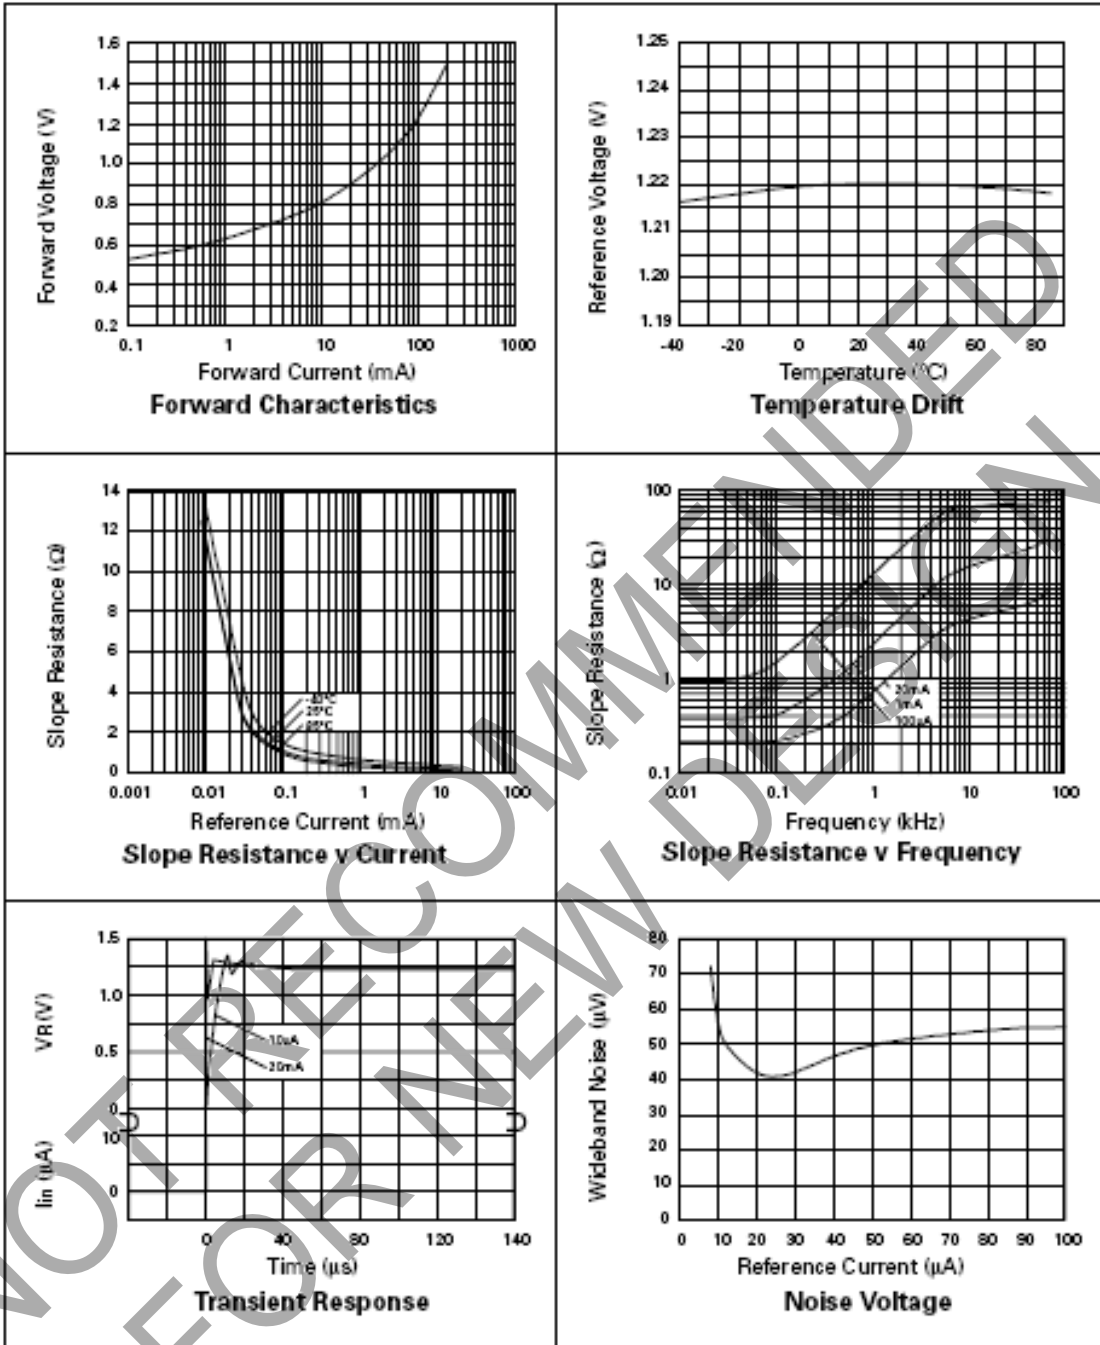 1.6
1.4
1.2
1.0
0.8
0.6
0.4
0.2
Forward Voltage (V)
0.1 1 10 100 1000
Forward Current (mA)
Forward Characteristics
1.25
1.24
1.23
1.22
1.21
1.20
1.19
Reference Voltage (V)
-40 -20 0 20 40 60 80
Temperature (°C)
Temperature Drift
14
12
10
8
6
4
2
0
Slope Resistance (Ω)
-40°C
25°C
85°C
0.001 0.01 0.1 1 10 100
Reference Current (mA)
Slope Resistance v Current
100
10
1
0.1
Slope Resistance (Ω)
20mA
1mA
100µA
0.01 0.1 1 10 100
Frequency (kHz)
Slope Resistance v Frequency
1.5
1.0
0.5
0
10
0
VR(V)
Iin (µA)
10µA
20mA
0 40 80 120 140
Time (µs)
Transient Response
80
70
60
50
40
30
20
10
0
Wideband Noise (µV)
0 10 20 30 40 50 60 70 80 90 100
Reference Current (µA)
Noise Voltage
NOT RECOMMENDED
FOR NEW DESIGN